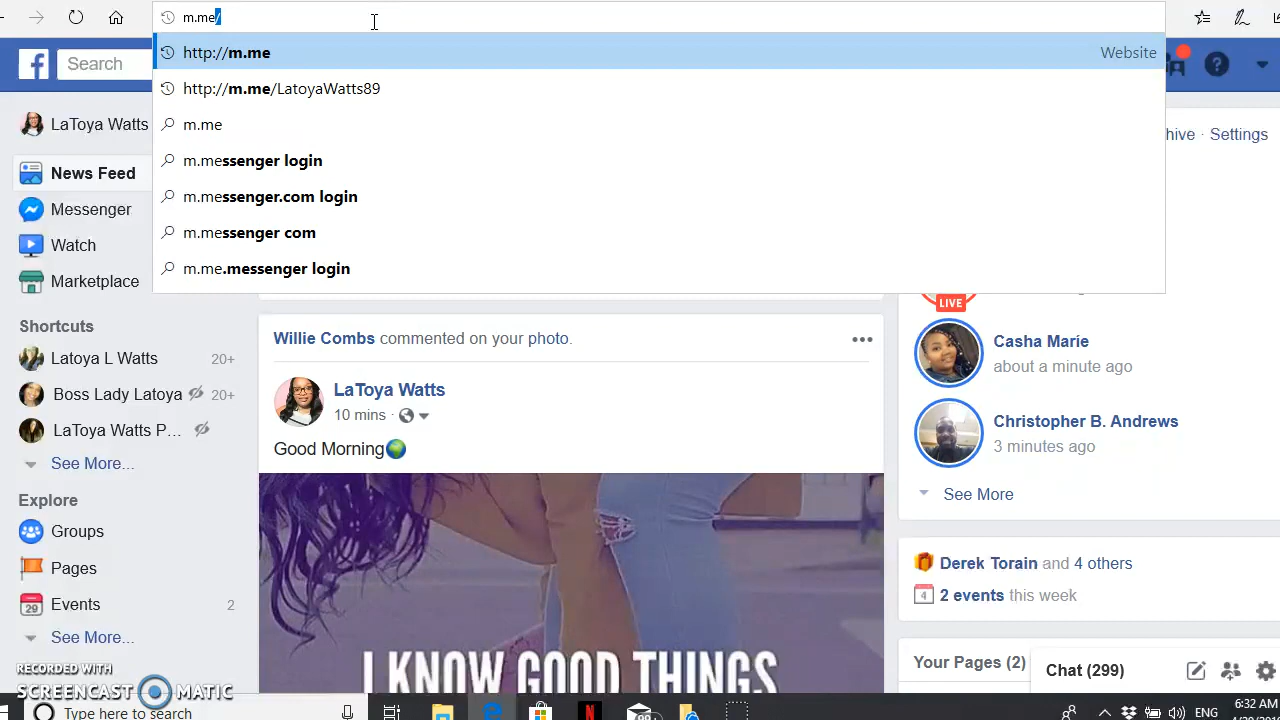 m.me/
http://m.me
Website
http://m.me/LatoyaWatts89
m.me
m.messenger login
m.messenger.com login
m.messenger com
m.me.messenger login
f
Search
LaToya Watts
News Feed
Messenger
Watch
Marketplace
Shortcuts
Latoya L Watts 20+
Boss Lady Latoya 20+
LaToya Watts P...
See More...
Explore
Groups
Pages
29 Events 2
See More...
Willie Combs commented on your photo.
LaToya Watts
10 mins ·
Good Morning
I KNOW GOOD THINGS
hive · Settings
LIVE
Casha Marie
about a minute ago
Christopher B. Andrews
3 minutes ago
See More
Derek Torain and 4 others
4 2 events this week
Your Pages (2)
Chat (299)
RECORDED WITH
SCREENCAST MATIC
Type here to search
N
ENG
6:32 AM